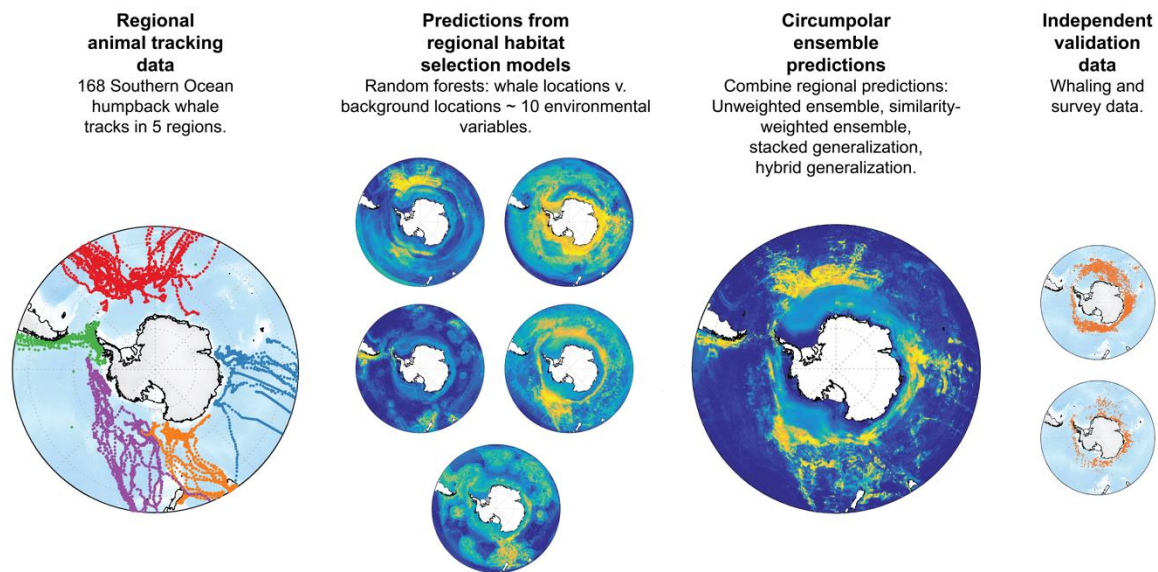 Regional
animal tracking
data
168 Southern Ocean
humpback whale
tracks in 5 regions.
Predictions from
regional habitat
selection models
Random forests: whale locations v.
background locations ~ 10 environmental
variables.
Circumpolar
ensemble
predictions
Combine regional predictions:
Unweighted ensemble, similarity-
weighted ensemble,
stacked generalization,
hybrid generalization.
Independent
validation
data
Whaling and
survey data.